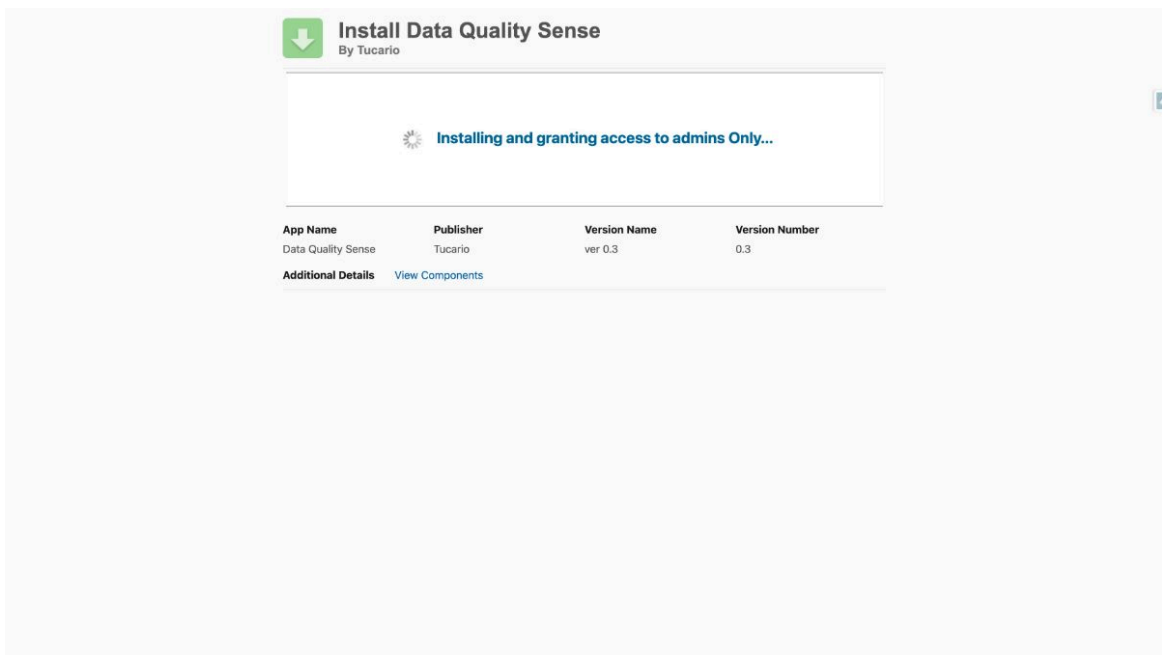 Install Data Quality Sense
By Tucario
Installing and granting access to admins Only...
App Name Publisher Version Name Version Number
Data Quality Sense Tucario ver 0.3 0.3
Additional Details View Components